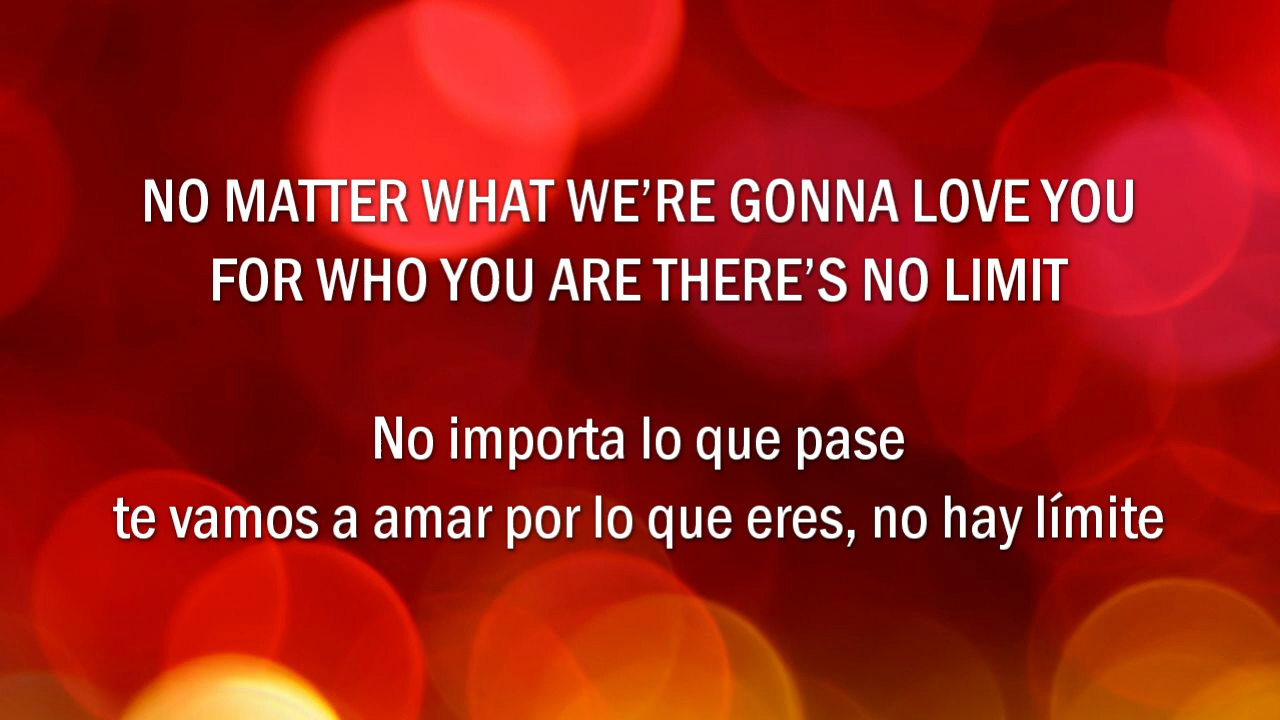 NO MATTER WHAT WE’RE GONNA LOVE YOU
FOR WHO YOU ARE THERE’S NO LIMIT
No importa lo que pase
te vamos a amar por lo que eres, no hay límite